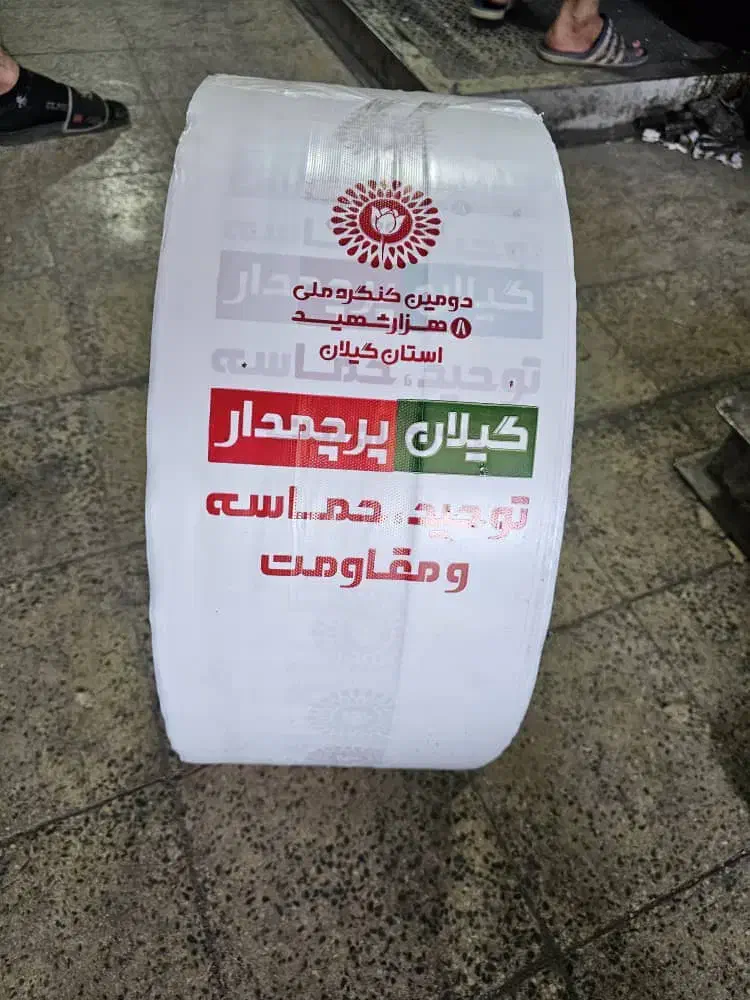 دومین کنگره ملی
۸ هزار شهید
استان گیلان
گیلان پرچمدار
توحید، حماسه
و مقاومت